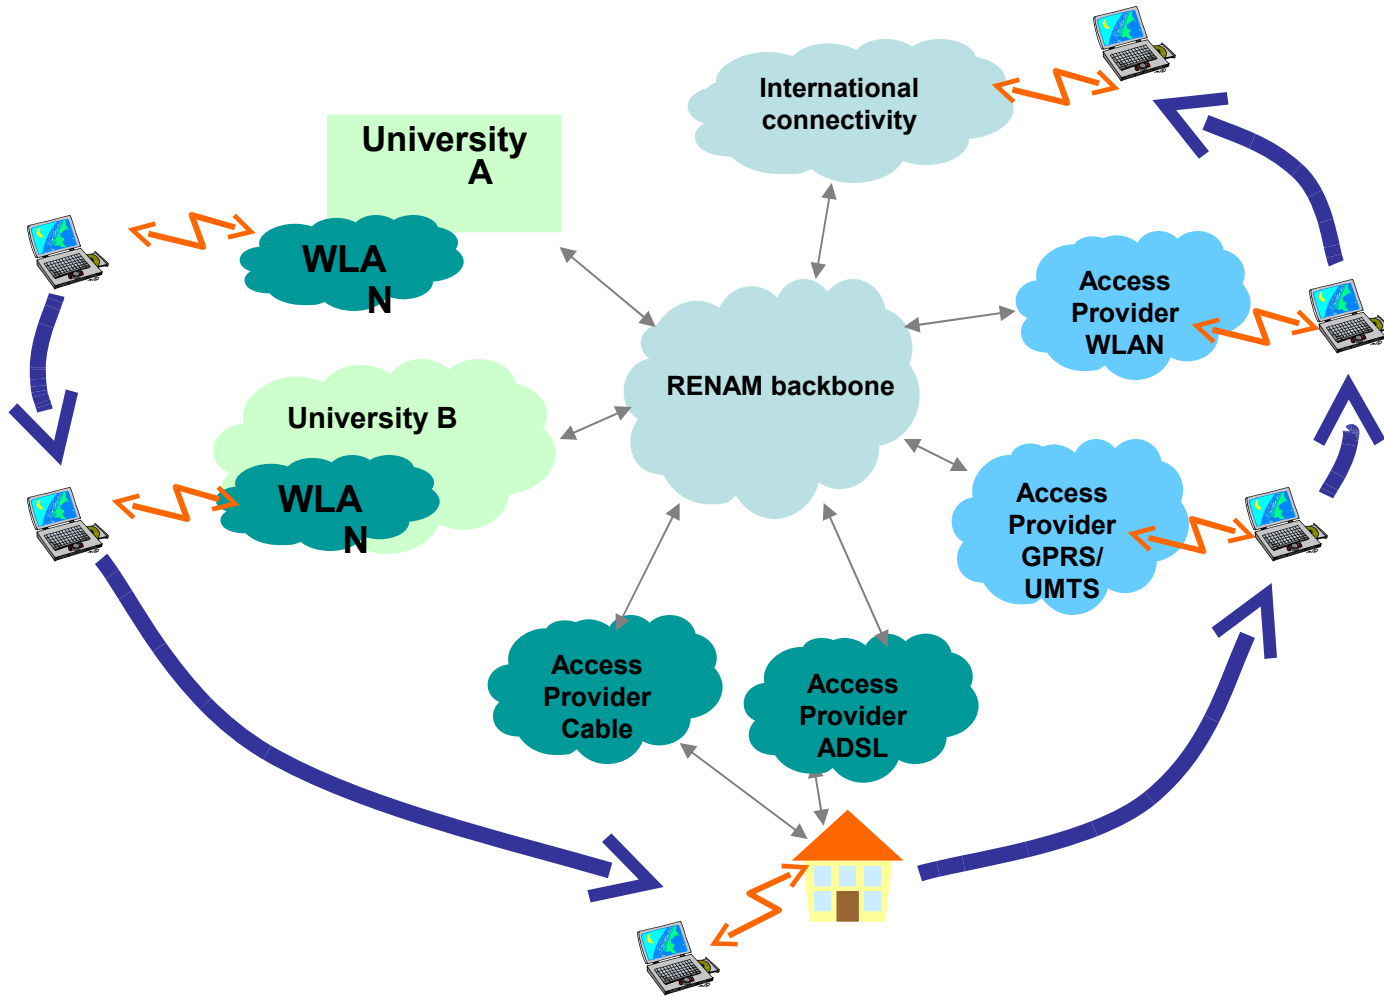 International
connectivity
University
A
WLA
N
Access
Provider
WLAN
RENAM backbone
University B
WLA
N
Access
Provider
GPRS/
UMTS
Access
Provider
Cable
Access
Provider
ADSL